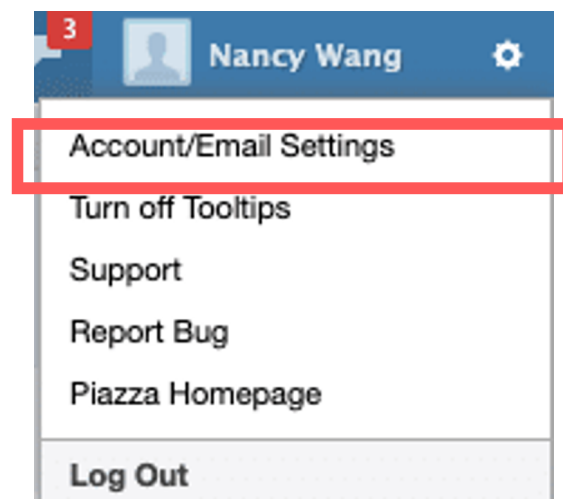 3
Nancy Wang
Account/Email Settings
Turn off Tooltips
Support
Report Bug
Piazza Homepage
Log Out